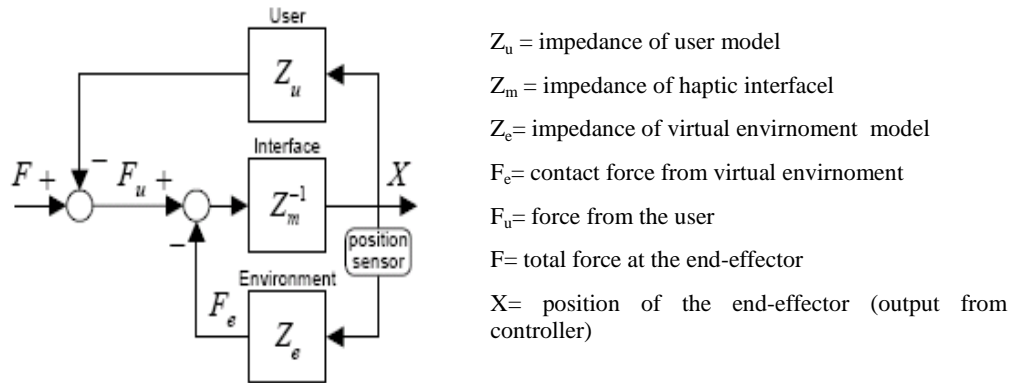 User
Z_u
Interface
F + − F_u + Z_m^{-1} X
−
position
sensor
Environment
F_e
Z_e
Z_u = impedance of user model
Z_m = impedance of haptic interfacel
Z_e= impedance of virtual envirnoment model
F_e= contact force from virtual envirnoment
F_u= force from the user
F= total force at the end-effector
X= position of the end-effector (output from
controller)